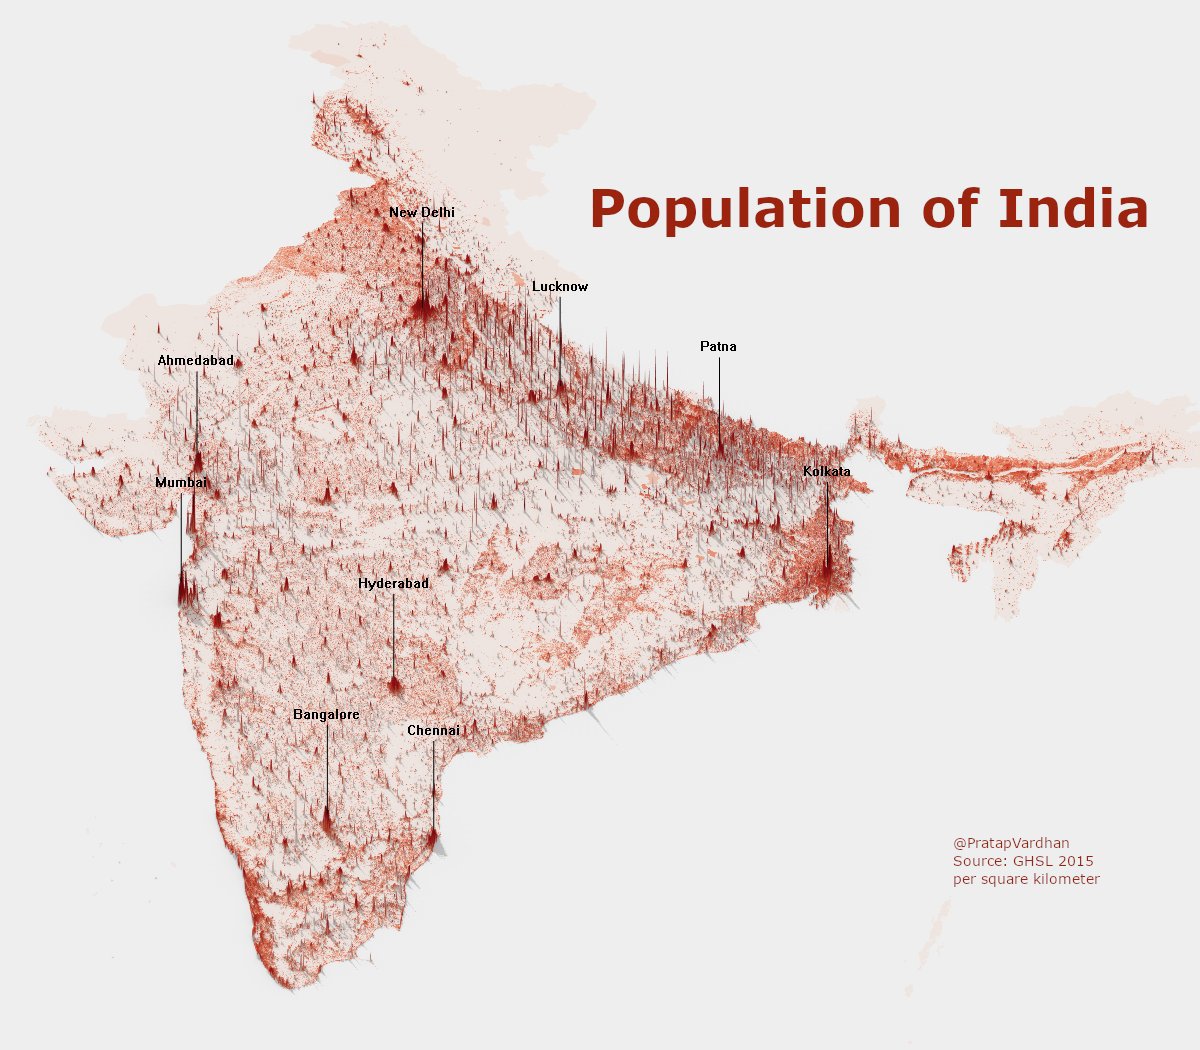 Population of India
New Delhi
Lucknow
Patna
Ahmedabad
Kolkata
Mumbai
Hyderabad
Bangalore
Chennai
@PratapVardhan
Source: GHSL 2015
per square kilometer